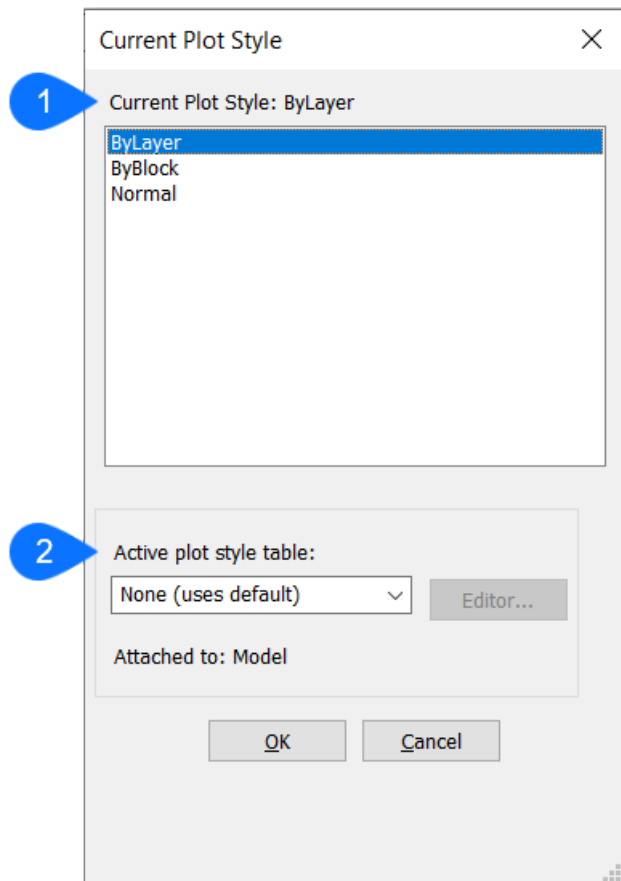 Current Plot Style
1
Current Plot Style: ByLayer
ByLayer
ByBlock
Normal
2
Active plot style table:
None (uses default)
Editor...
Attached to: Model
OK
Cancel